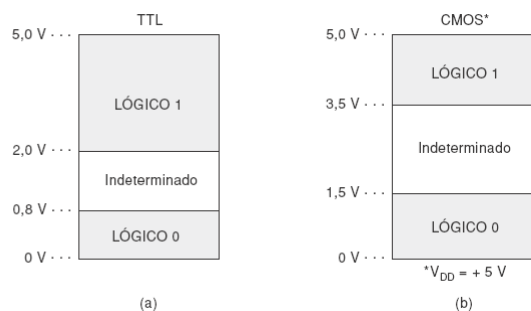 TTL
5,0 V
LÓGICO 1
2,0 V
Indeterminado
0,8 V
LÓGICO 0
0 V
(a)
CMOS*
5,0 V
LÓGICO 1
3,5 V
Indeterminado
1,5 V
LÓGICO 0
0 V
*VDD = + 5 V
(b)